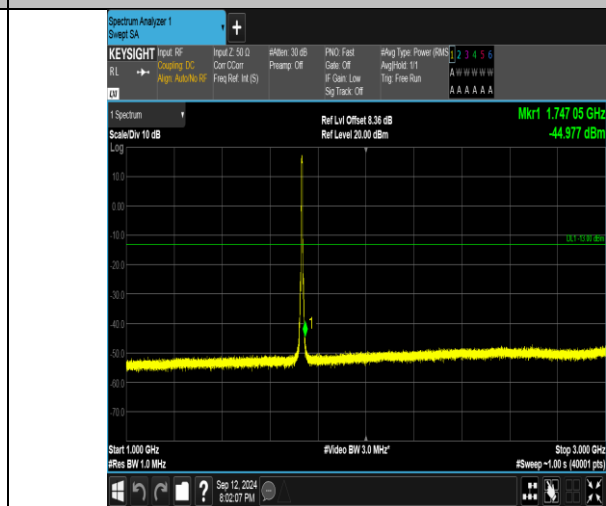 Spectrum Analyzer 1
Swept SA
+
KEYSIGHT
RL
Input: RF
Coupling: DC
Align: Auto/No RF
Input Z: 50 Ω
Corr CCorr
Freq Ref: Int (S)
#Atten: 30 dB
Preamp: Off
PNO: Fast
Gate: Off
IF Gain: Low
Sig Track: Off
#Avg Type: Power (RMS
Avg|Hold: 1/1
Trig: Free Run
1 2 3 4 5 6
A W W W W W
A A A A A A
1 Spectrum
Scale/Div 10 dB
Log
Ref Lvl Offset 8.36 dB
Ref Level 20.00 dBm
Mkr1 1.747 05 GHz
-44.977 dBm
10.0
0.00
-10.0
DL1 -13.00 dBm
-20.0
-30.0
-40.0
1
-50.0
-60.0
-70.0
Start 1.000 GHz
#Res BW 1.0 MHz
#Video BW 3.0 MHz*
Stop 3.000 GHz
#Sweep ~1.00 s (40001 pts)
?
Sep 12, 2024
8:02:07 PM